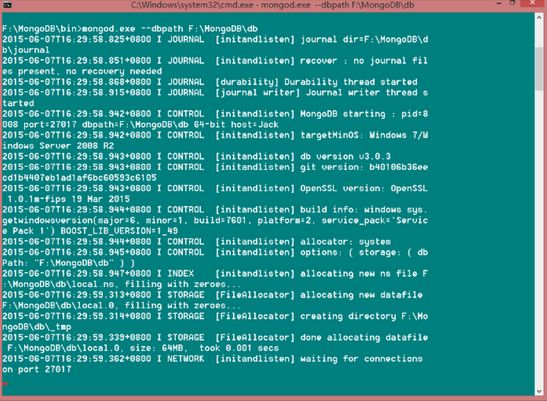 C:\Windows\system32\cmd.exe - mongod.exe --dbpath F:\MongoDB\db
F:\MongoDB\bin>mongod.exe --dbpath F:\MongoDB\db
2015-06-07T16:29:58.825+0800 I JOURNAL  [initandlisten] journal dir=F:\MongoDB\d
b\journal
2015-06-07T16:29:58.851+0800 I JOURNAL  [initandlisten] recover : no journal fil
es present, no recovery needed
2015-06-07T16:29:58.868+0800 I JOURNAL  [durability] Durability thread started
2015-06-07T16:29:58.915+0800 I JOURNAL  [journal writer] Journal writer thread s
tarted
2015-06-07T16:29:58.942+0800 I CONTROL  [initandlisten] MongoDB starting : pid=8
008 port=27017 dbpath=F:\MongoDB\db 64-bit host=Jack
2015-06-07T16:29:58.942+0800 I CONTROL  [initandlisten] targetMinOS: Windows 7/W
indows Server 2008 R2
2015-06-07T16:29:58.943+0800 I CONTROL  [initandlisten] db version v3.0.3
2015-06-07T16:29:58.943+0800 I CONTROL  [initandlisten] git version: b40106b36ee
cd1b4407eb1ad1af6bc60593c6105
2015-06-07T16:29:58.943+0800 I CONTROL  [initandlisten] OpenSSL version: OpenSSL
 1.0.1m-fips 19 Mar 2015
2015-06-07T16:29:58.944+0800 I CONTROL  [initandlisten] build info: windows sys.
getwindowsversion(major=6, minor=1, build=7601, platform=2, service_pack='Servic
e Pack 1') BOOST_LIB_VERSION=1_49
2015-06-07T16:29:58.944+0800 I CONTROL  [initandlisten] allocator: system
2015-06-07T16:29:58.945+0800 I CONTROL  [initandlisten] options: { storage: { db
Path: "F:\MongoDB\db" } }
2015-06-07T16:29:58.947+0800 I INDEX    [initandlisten] allocating new ns file F
:\MongoDB\db\local.ns, filling with zeroes...
2015-06-07T16:29:59.313+0800 I STORAGE  [FileAllocator] allocating new datafile
F:\MongoDB\db\local.0, filling with zeroes...
2015-06-07T16:29:59.314+0800 I STORAGE  [FileAllocator] creating directory F:\Mo
ngoDB\db\_tmp
2015-06-07T16:29:59.339+0800 I STORAGE  [FileAllocator] done allocating datafile
 F:\MongoDB\db\local.0, size: 64MB,  took 0.001 secs
2015-06-07T16:29:59.362+0800 I NETWORK  [initandlisten] waiting for connections
on port 27017